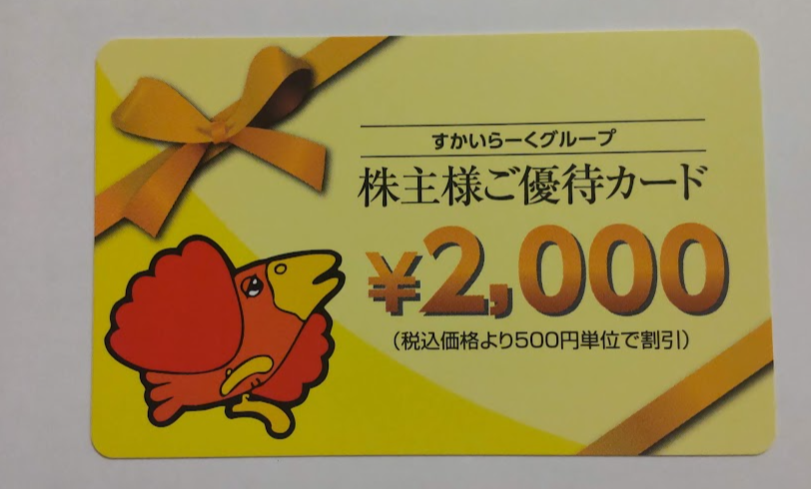 すかいらーくグループ
株主様ご優待カード
¥2,000
(税込価格より500円単位で割引)